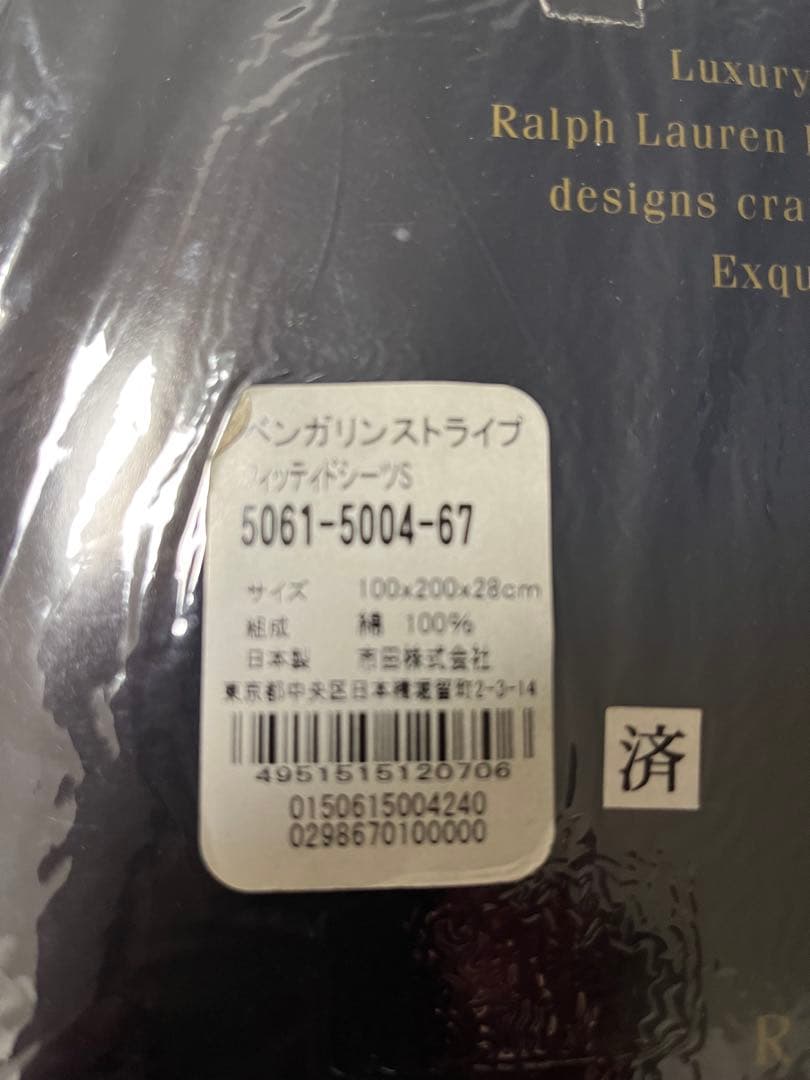 Luxury
Ralph Lauren
designs cra
Exqu
ベンガリンストライプ
フィッティドシーツS
5061-5004-67
サイズ 100x200x28cm
組成 綿 100%
日本製 市田株式会社
東京都中央区日本橋堀留町2-3-14
4951515120706
0150615004240
0298670100000
済
R